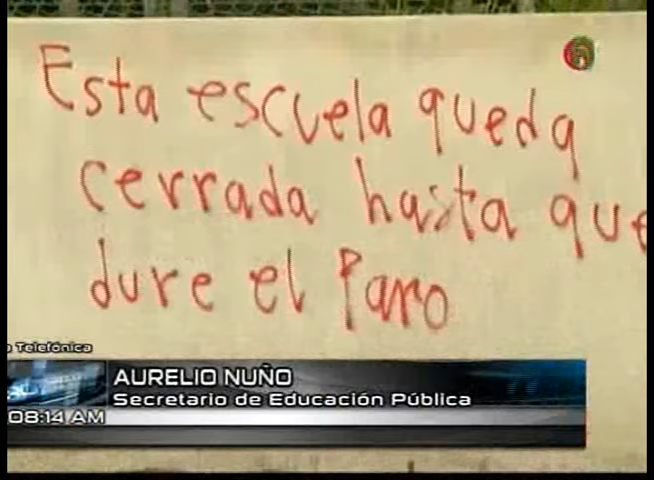 Esta escuela queda
cerrada hasta que
dure el Paro
Telefónica
AURELIO NUÑO
Secretario de Educación Pública
08:14 AM